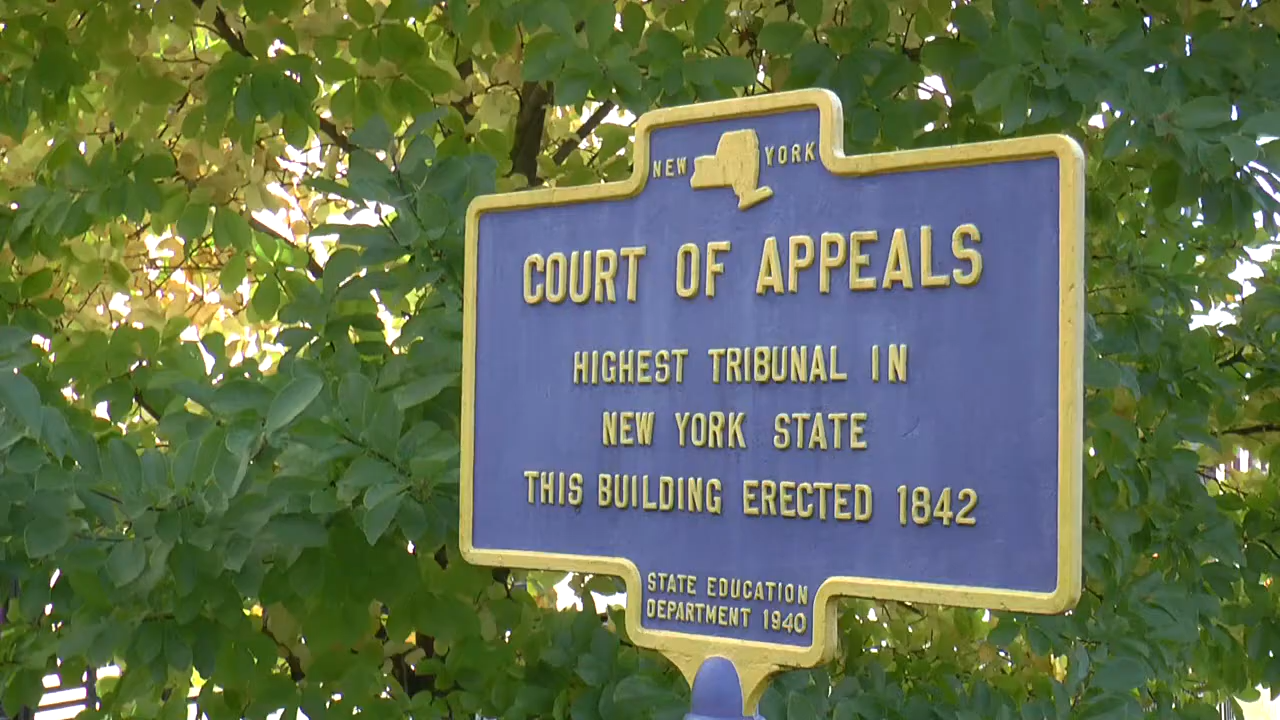 NEW YORK
COURT OF APPEALS
HIGHEST TRIBUNAL IN
NEW YORK STATE
THIS BUILDING ERECTED 1842
STATE EDUCATION
DEPARTMENT 1940